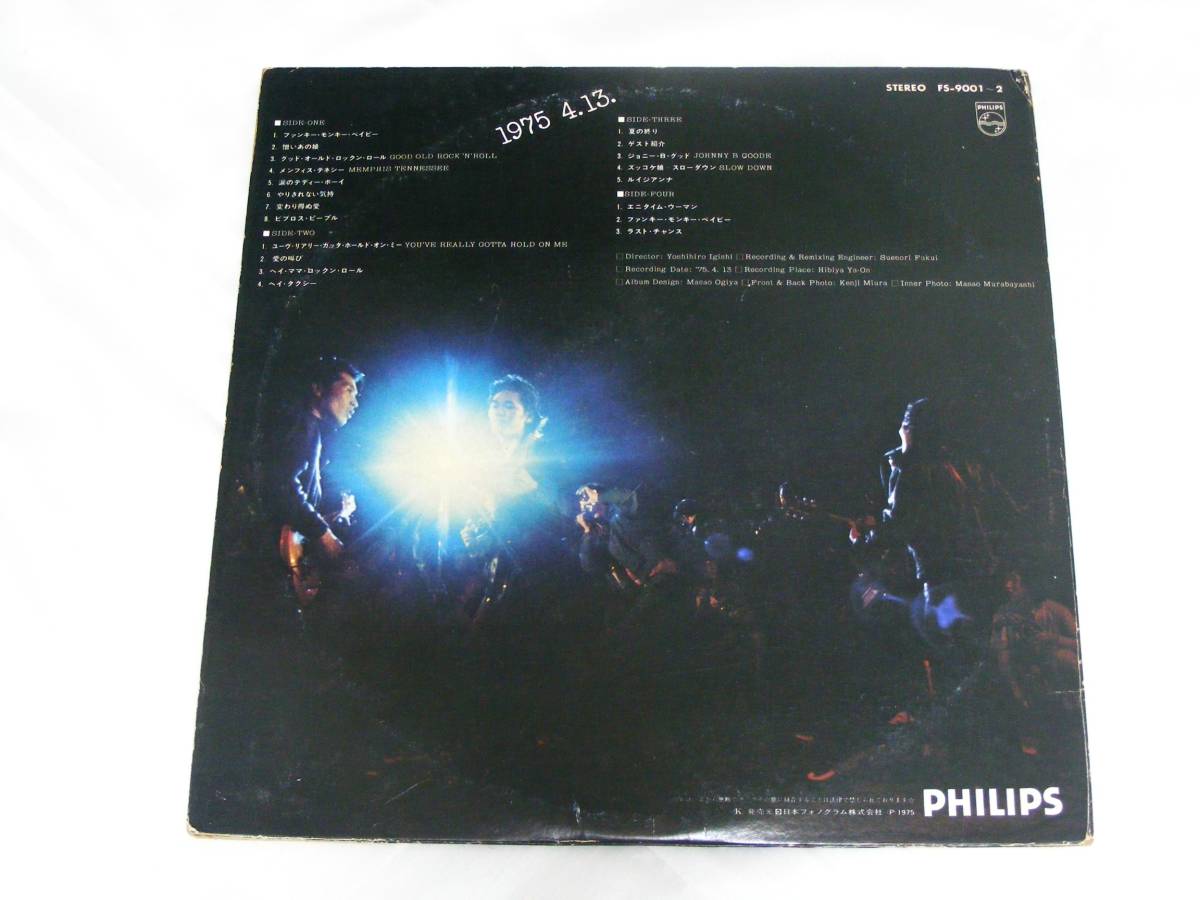 1975 4.13.
STEREO FS-9001~2
PHILIPS
■SIDE-ONE
1. ファンキー・モンキー・ベイビー
2. 憎いあの娘
3. グッド・オールド・ロックン・ロール GOOD OLD ROCK'N'ROLL
4. メンフィス・テネシー MEMPHIS TENNESSEE
5. 涙のテディー・ボーイ
6. やりきれない気持
7. 変わり得ぬ愛
8. ビブロス・ピープル
■SIDE-TWO
1. ユーヴ・リアリー・ガッタ・ホールド・オン・ミー YOU'VE REALLY GOTTA HOLD ON ME
2. 愛の叫び
3. ヘイ・ママ・ロックン・ロール
4. ヘイ・タクシー
■SIDE-THRRE
1. 夏の終り
2. ゲスト紹介
3. ジョニー・B・グッド JOHNNY B GOODE
4. ズッコケ娘 スローダウン SLOW DOWN
5. ルイジアンナ
■SIDE-FOUR
1. エニタイム・ウーマン
2. ファンキー・モンキー・ベイビー
3. ラスト・チャンス
□Director: Yoshihiro Igishi □Recording & Remixing Engineer: Suenori Fukui
□Recording Date: '75. 4. 13 □Recording Place: Hibiya Ya-On
□Album Design: Masao Ogiya □Front & Back Photo: Kenji Miura □Inner Photo: Masao Murabayashi
発売元 日本フォノグラム株式会社 P 1975
PHILIPS